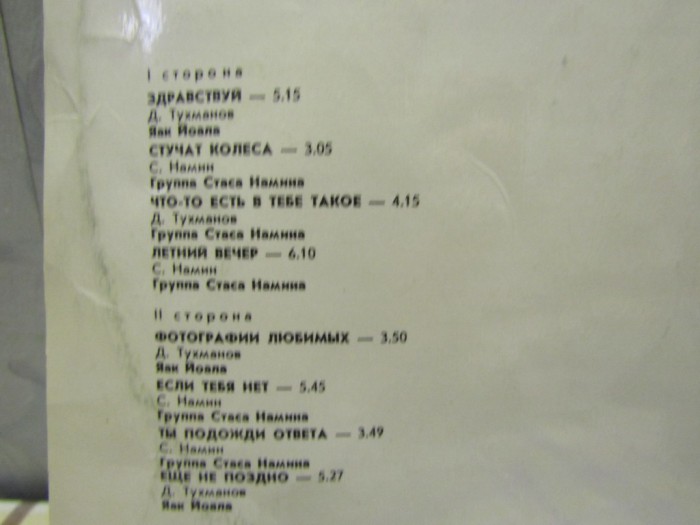 I сторона
ЗДРАВСТВУЙ — 5.15
Д. Тухманов
Яак Йоала
СТУЧАТ КОЛЕСА — 3.05
С. Намин
Группа Стаса Намина
ЧТО-ТО ЕСТЬ В ТЕБЕ ТАКОЕ — 4.15
Д. Тухманов
Группа Стаса Намина
ЛЕТНИЙ ВЕЧЕР — 6.10
С. Намин
Группа Стаса Намина
II сторона
ФОТОГРАФИИ ЛЮБИМЫХ — 3.50
Д. Тухманов
Яак Йоала
ЕСЛИ ТЕБЯ НЕТ — 5.45
С. Намин
Группа Стаса Намина
ТЫ ПОДОЖДИ ОТВЕТА — 3.49
С. Намин
Группа Стаса Намина
ЕЩЕ НЕ ПОЗДНО — 5.27
Д. Тухманов
Яак Йоала